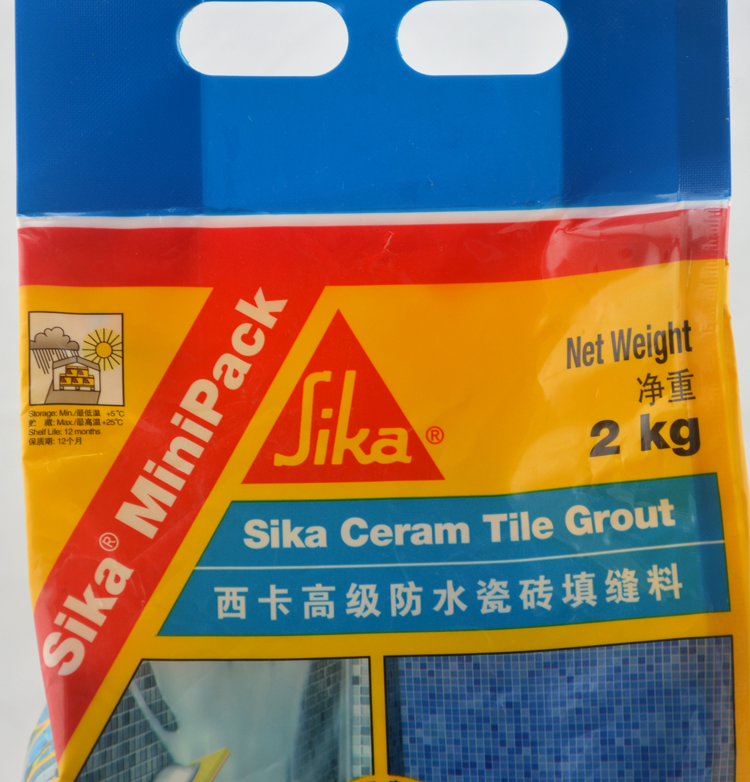 Storage: Min./最低温 +5℃
贮 藏: Max./最高温 +25℃
Shelf Life: 12 months
保质期: 12个月
Sika® MiniPack
Sika®
Net Weight
净重
2 kg
Sika Ceram Tile Grout
西卡高级防水瓷砖填缝料